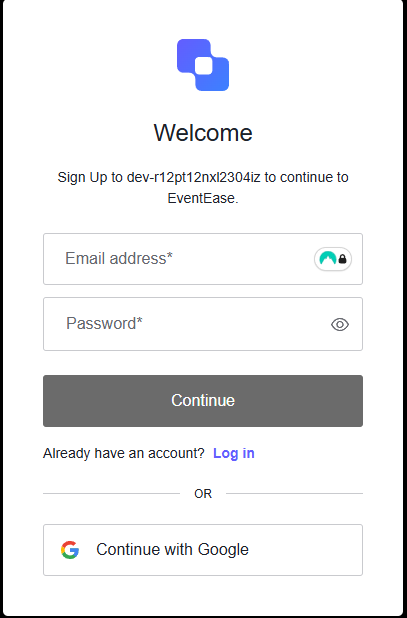 Welcome
Sign Up to dev-r12pt12nxl2304iz to continue to
EventEase.
Email address*
Password*
Continue
Already have an account? Log in
OR
Continue with Google